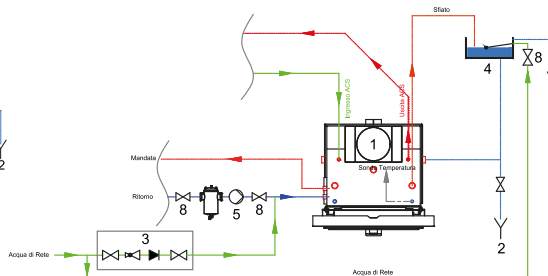 Sfiato
8
4
Ingresso ACS
Uscita ACS
1
Mandata
Sonda Temperatura
2
Ritorno
8
5
8
3
2
Acqua di Rete
Acqua di Rete